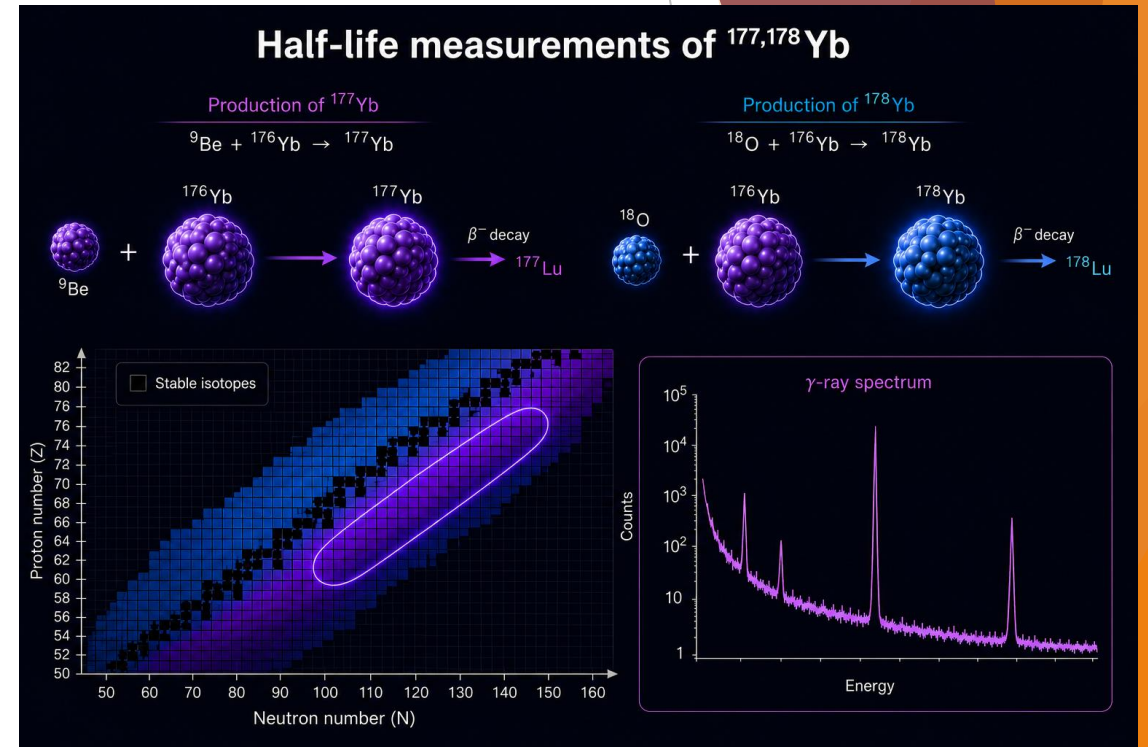 Half-life measurements of ¹⁷⁷,¹⁷⁸Yb
Production of ¹⁷⁷Yb
⁹Be + ¹⁷⁶Yb → ¹⁷⁷Yb
¹⁷⁶Yb
¹⁷⁷Yb
⁹Be
+
β⁻ decay
¹⁷⁷Lu
Production of ¹⁷⁸Yb
¹⁸O + ¹⁷⁶Yb → ¹⁷⁸Yb
¹⁸O
+
¹⁷⁶Yb
¹⁷⁸Yb
β⁻ decay
¹⁷⁸Lu
Stable isotopes
Proton number (Z)
82
80
76
76
74
72
70
68
66
64
62
60
58
56
54
52
50
50 60 70 80 90 100 110 120 130 140 150 160
Neutron number (N)
γ-ray spectrum
Counts
10⁵
10⁴
10³
10²
10
1
Energy